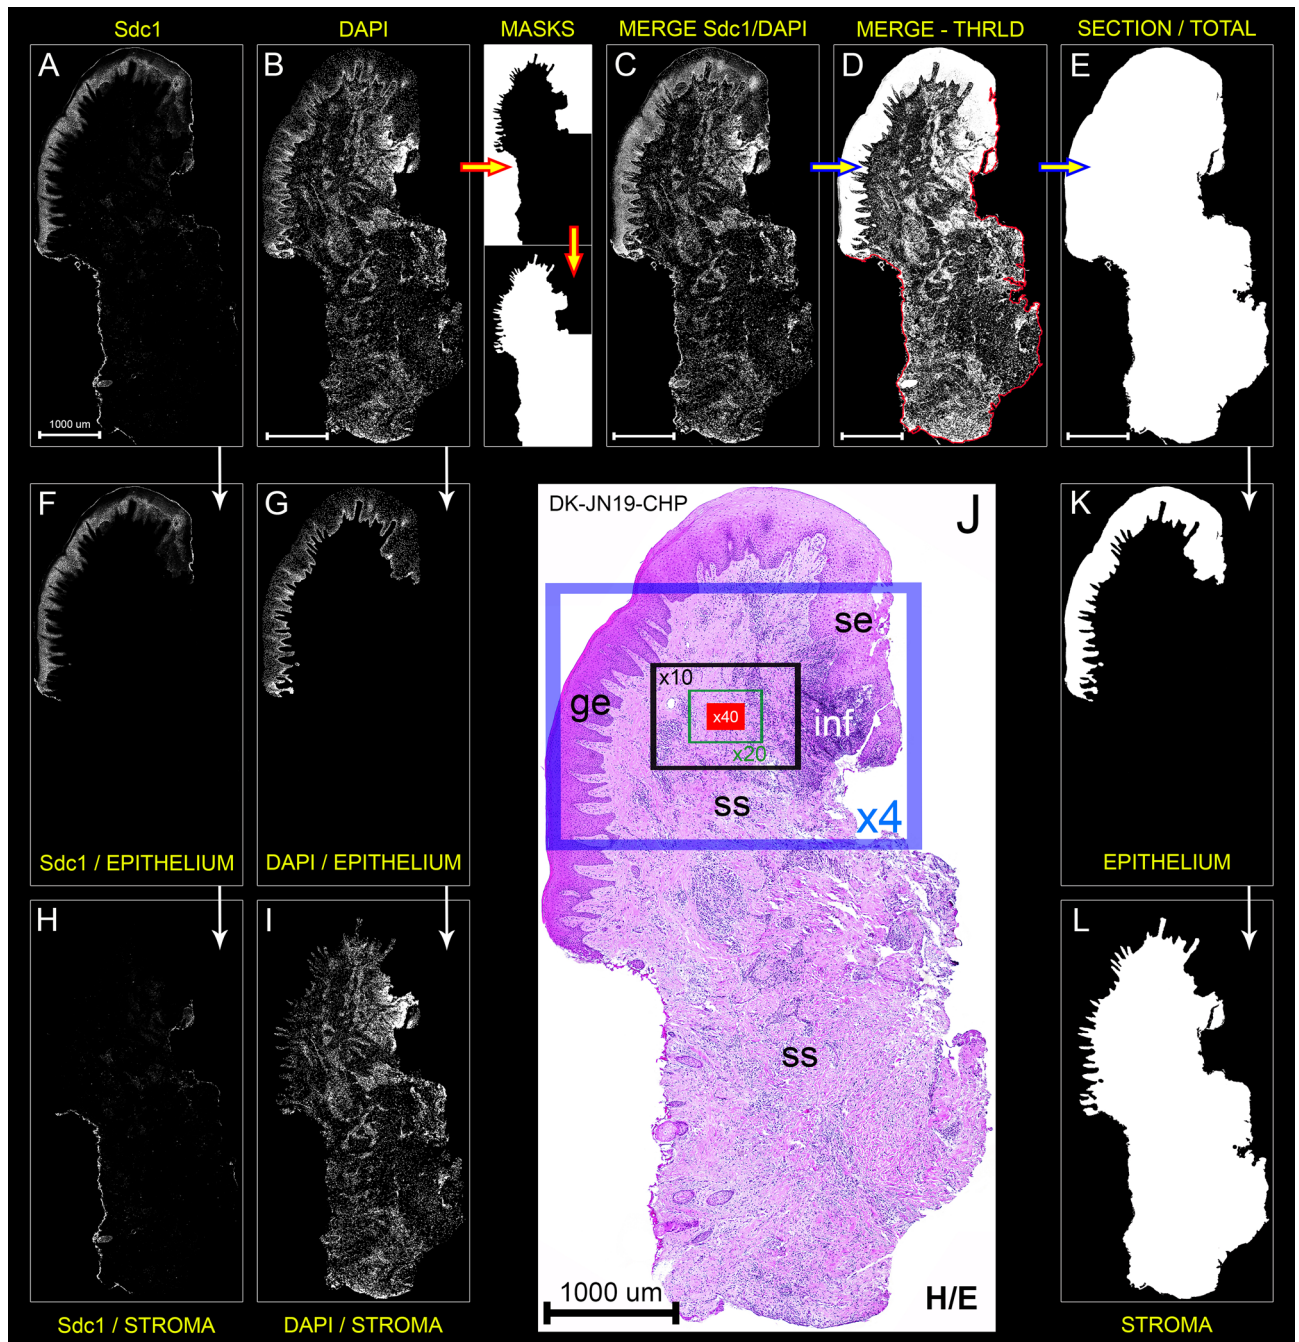 Sdc1
DAPI
MASKS
MERGE Sdc1/DAPI
MERGE - THRLD
SECTION / TOTAL
A
B
C
D
E
1000 um
F
G
DK-JN19-CHP
J
K
se
ge
x10
x40
inf
x20
ss
x4
Sdc1 / EPITHELIUM
DAPI / EPITHELIUM
EPITHELIUM
H
I
L
ss
1000 um
H/E
Sdc1 / STROMA
DAPI / STROMA
STROMA